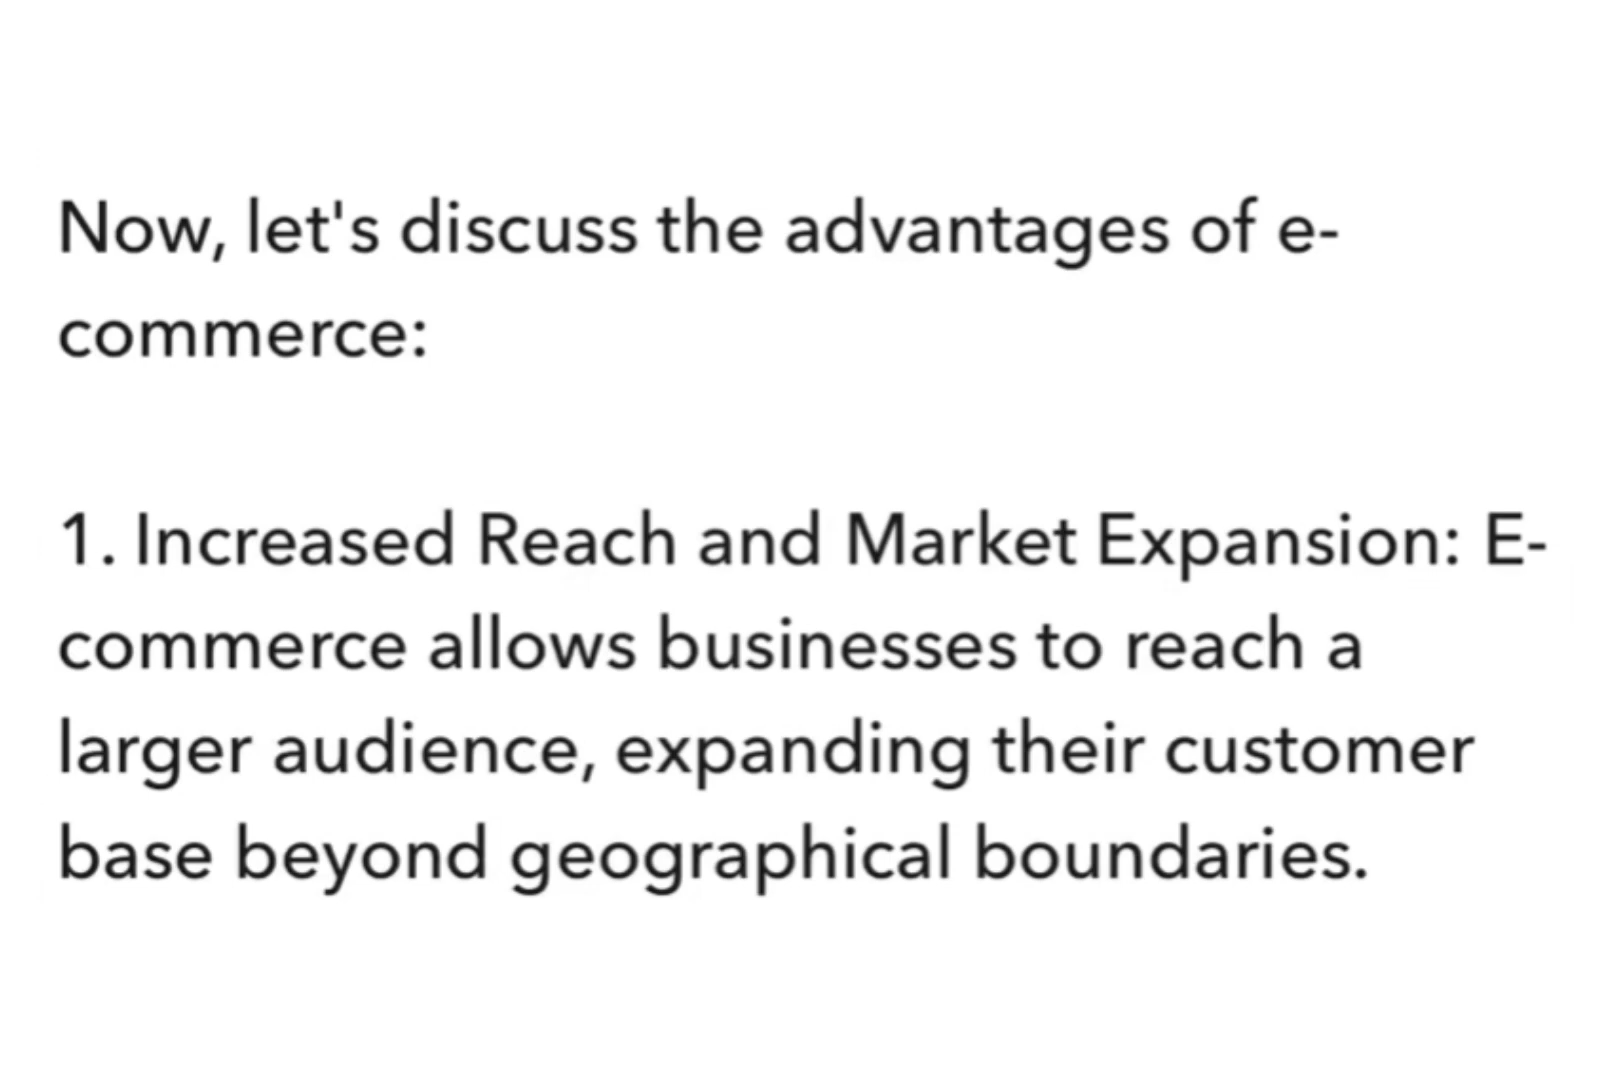 Now, let's discuss the advantages of e-
commerce:
1. Increased Reach and Market Expansion: E-
commerce allows businesses to reach a
larger audience, expanding their customer
base beyond geographical boundaries.